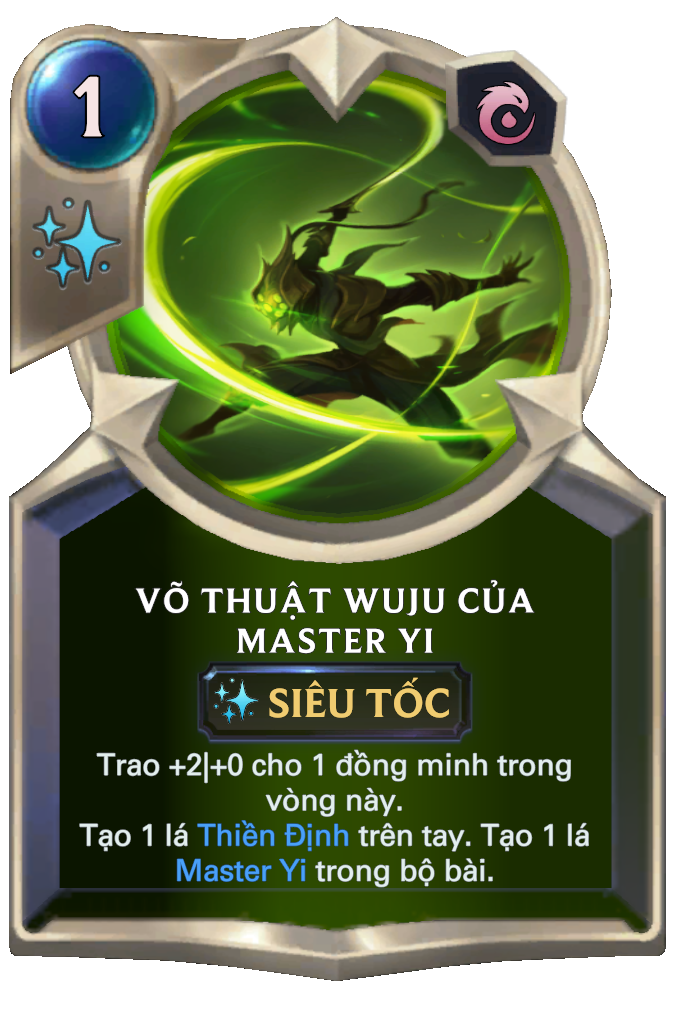 1
VÕ THUẬT WUJU CỦA
MASTER YI
SIÊU TỐC
Trao +2|+0 cho 1 đồng minh trong
vòng này.
Tạo 1 lá Thiền Định trên tay. Tạo 1 lá
Master Yi trong bộ bài.